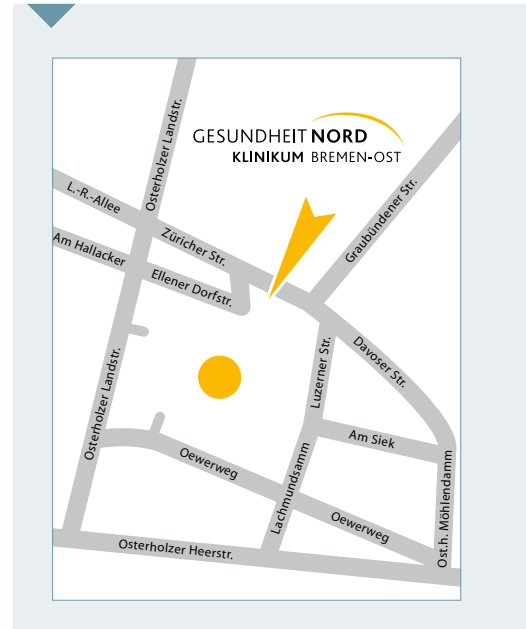 GESUNDHEIT NORD
KLINIKUM BREMEN-OST
Osterholzer Landstr.
L.-R.-Allee
Züricher Str.
Graubündener Str.
Am Hallacker
Ellener Dorfstr.
Osterholzer Landstr.
Luzerner Str.
Davoser Str.
Am Siek
Oewerweg
Lachmundsamm
Oewerweg
Ost.h. Möhlendamm
Osterholzer Heerstr.